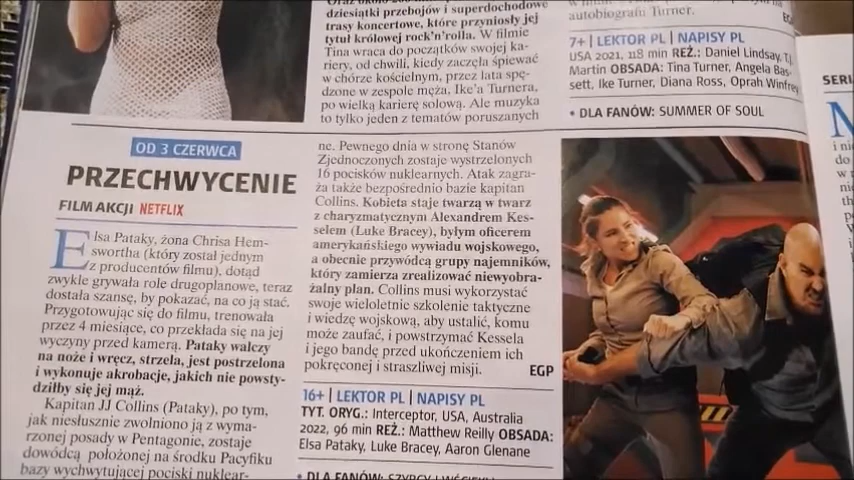 dziesiątki przebojów i superdochodowe
trasy koncertowe, które przyniosły jej
tytuł królowej rock'n'rolla. W filmie
Tina wraca do początków swojej ka-
riery, od chwili, kiedy zaczęła śpiewać
w chórze kościelnym, przez lata spę-
dzone w zespole męża, Ike'a Turnera,
po wielką karierę solową. Ale muzyka
to tylko jeden z tematów poruszanych
autobiografii Turner.
7+ | LEKTOR PL | NAPISY PL
USA 2021, 118 min REŻ.: Daniel Lindsay, T.J.
Martin OBSADA: Tina Turner, Angela Bas-
sett, Ike Turner, Diana Ross, Oprah Winfrey
• DLA FANÓW: SUMMER OF SOUL
OD 3 CZERWCA
PRZECHWYCENIE
FILM AKCJI NETFLIX
Elsa Pataky, żona Chrisa Hem-
swortha (który został jednym
z producentów filmu), dotąd
zwykle grywała role drugoplanowe, teraz
dostała szansę, by pokazać, na co ją stać.
Przygotowując się do filmu, trenowała
przez 4 miesiące, co przekłada się na jej
wyczyny przed kamerą. Pataky walczy
na noże i wręcz, strzela, jest postrzelona
i wykonuje akrobacje, jakich nie powsty-
dziłby się jej mąż.
Kapitan JJ Collins (Pataky), po tym,
jak niesłusznie zwolniono ją z wyma-
rzonej posady w Pentagonie, zostaje
dowódcą położonej na środku Pacyfiku
bazy wychwytującej pociski nuklear-
ne. Pewnego dnia w stronę Stanów
Zjednoczonych zostaje wystrzelonych
16 pocisków nuklearnych. Atak zagra-
ża także bezpośrednio bazie kapitan
Collins. Kobieta staje twarzą w twarz
z charyzmatycznym Alexandrem Kes-
selem (Luke Bracey), byłym oficerem
amerykańskiego wywiadu wojskowego,
a obecnie przywódcą grupy najemników,
który zamierza zrealizować niewyobra-
żalny plan. Collins musi wykorzystać
swoje wieloletnie szkolenie taktyczne
i wiedzę wojskową, aby ustalić, komu
może zaufać, i powstrzymać Kessela
i jego bandę przed ukończeniem ich
pokręconej i straszliwej misji.
EGP
16+ | LEKTOR PL | NAPISY PL
TYT. ORYG.: Interceptor, USA, Australia
2022, 96 min REŻ.: Matthew Reilly OBSADA:
Elsa Pataky, Luke Bracey, Aaron Glenane
• DLA FANÓW: SZYBCY I WŚCIEKLI
SERI